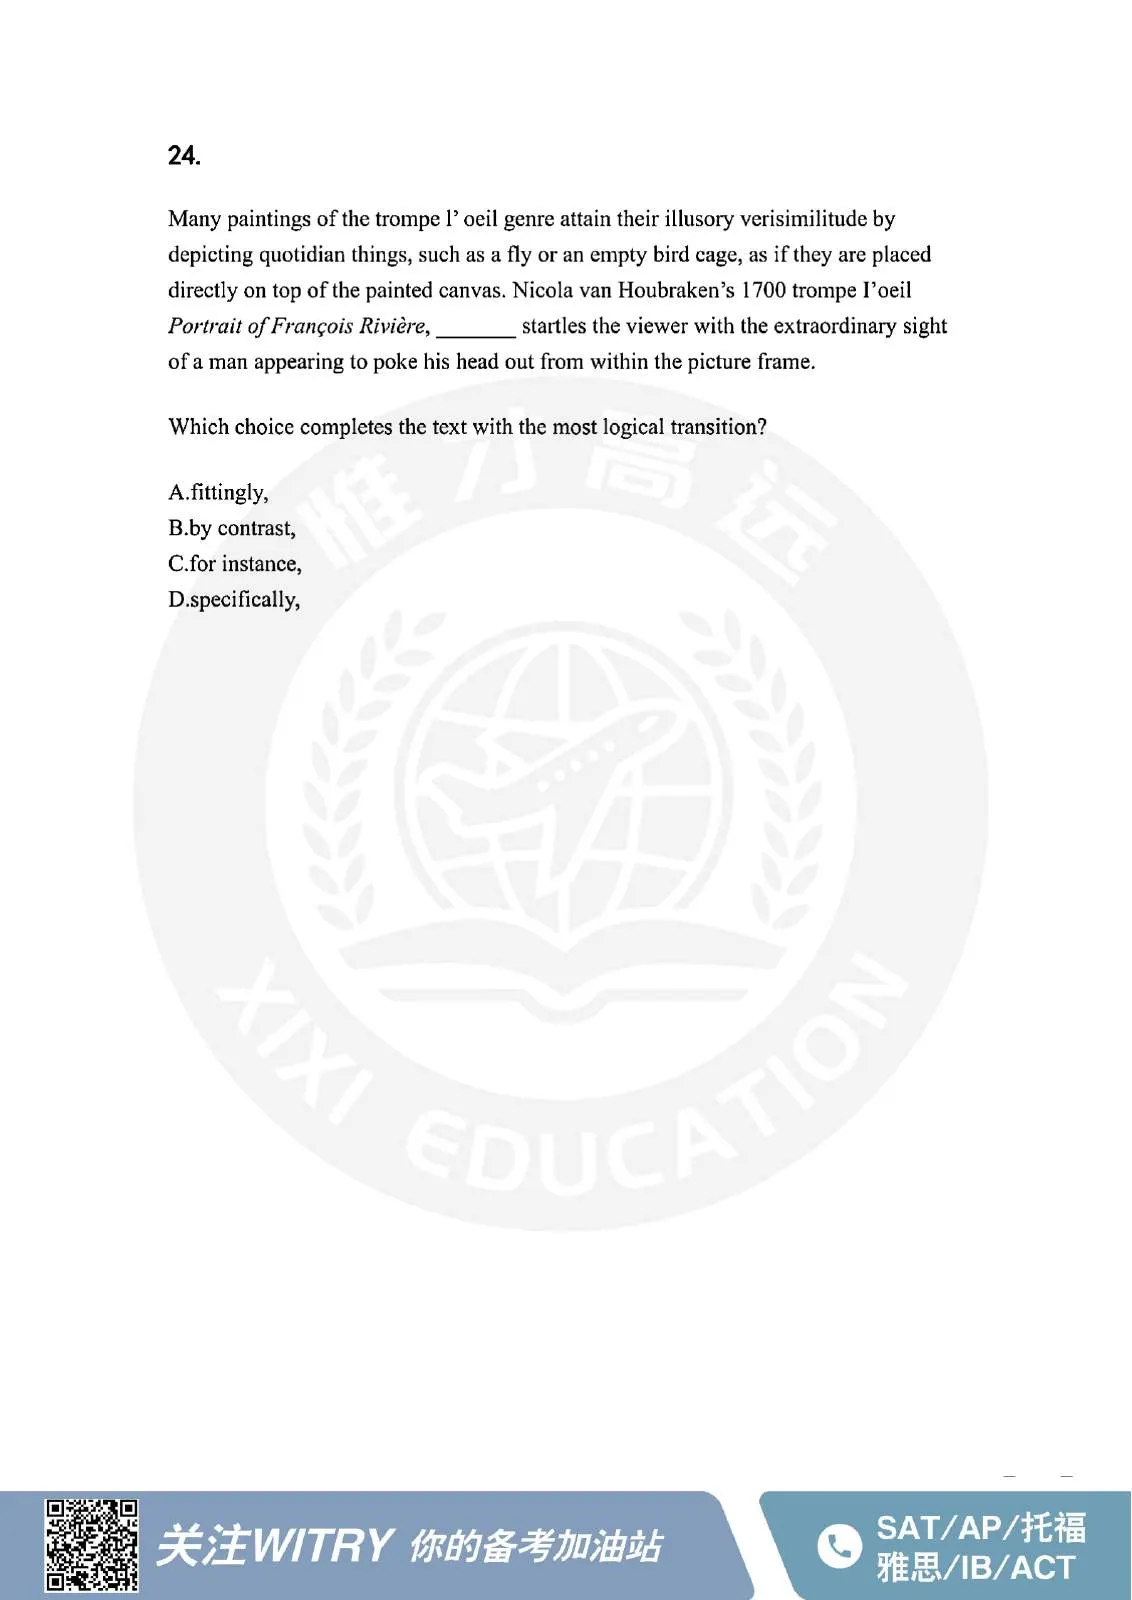 24.
Many paintings of the trompe l’ oeil genre attain their illusory verisimilitude by
depicting quotidian things, such as a fly or an empty bird cage, as if they are placed
directly on top of the painted canvas. Nicola van Houbraken’s 1700 trompe I’oeil
Portrait of François Rivière, _______ startles the viewer with the extraordinary sight
of a man appearing to poke his head out from within the picture frame.
Which choice completes the text with the most logical transition?
A.fittingly,
B.by contrast,
C.for instance,
D.specifically,
惟才高远
XIXI EDUCATION
关注WITRY 你的备考加油站
SAT/AP/托福
雅思/IB/ACT